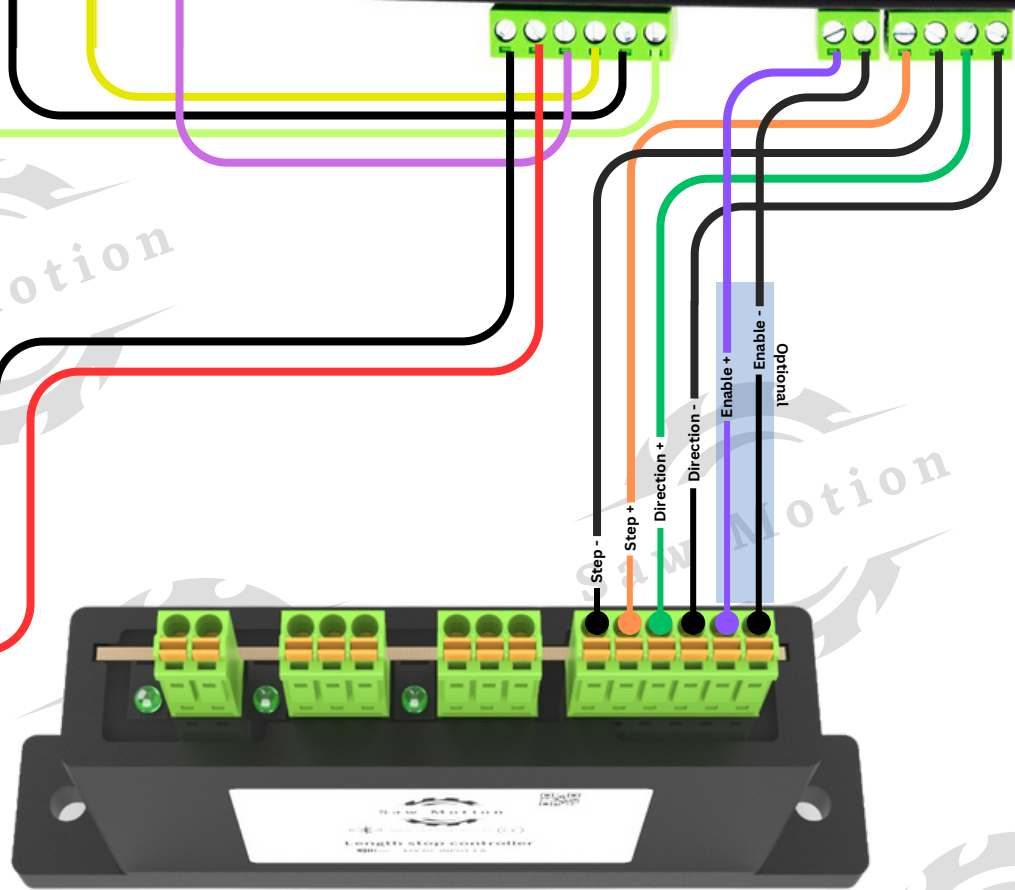 otion
Optional
Enable -
Enable +
Direction -
Direction +
Step +
Step -
Saw Motion
Saw Motion
Length stop controller